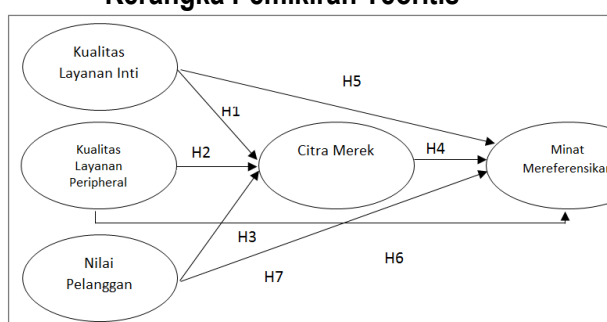 Kerangka Pemikiran Teoritis
Kualitas
Layanan Inti
H5
H1
Kualitas
Layanan
Peripheral
H2
Citra Merek
H4
Minat
Mereferensikan
H3
H6
Nilai
Pelanggan
H7